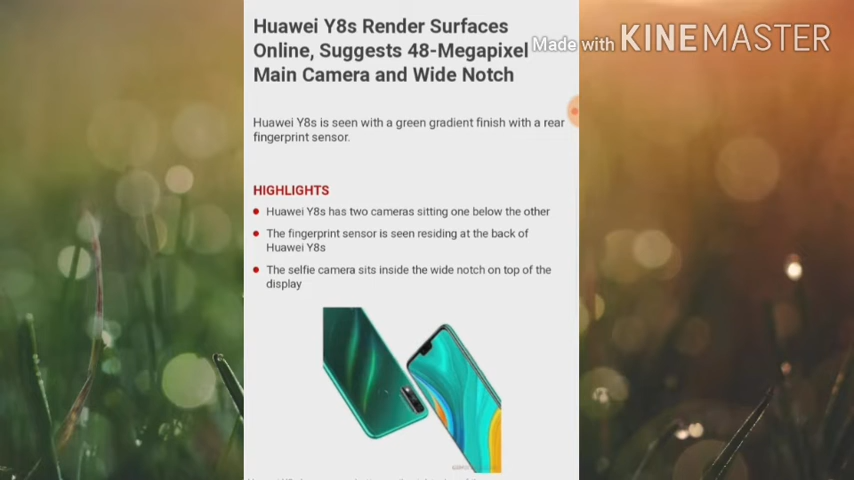 Huawei Y8s Render Surfaces
Online, Suggests 48-Megapixel
Main Camera and Wide Notch
Made with KINEMASTER
Huawei Y8s is seen with a green gradient finish with a rear
fingerprint sensor.
HIGHLIGHTS
Huawei Y8s has two cameras sitting one below the other
The fingerprint sensor is seen residing at the back of
Huawei Y8s
The selfie camera sits inside the wide notch on top of the
display